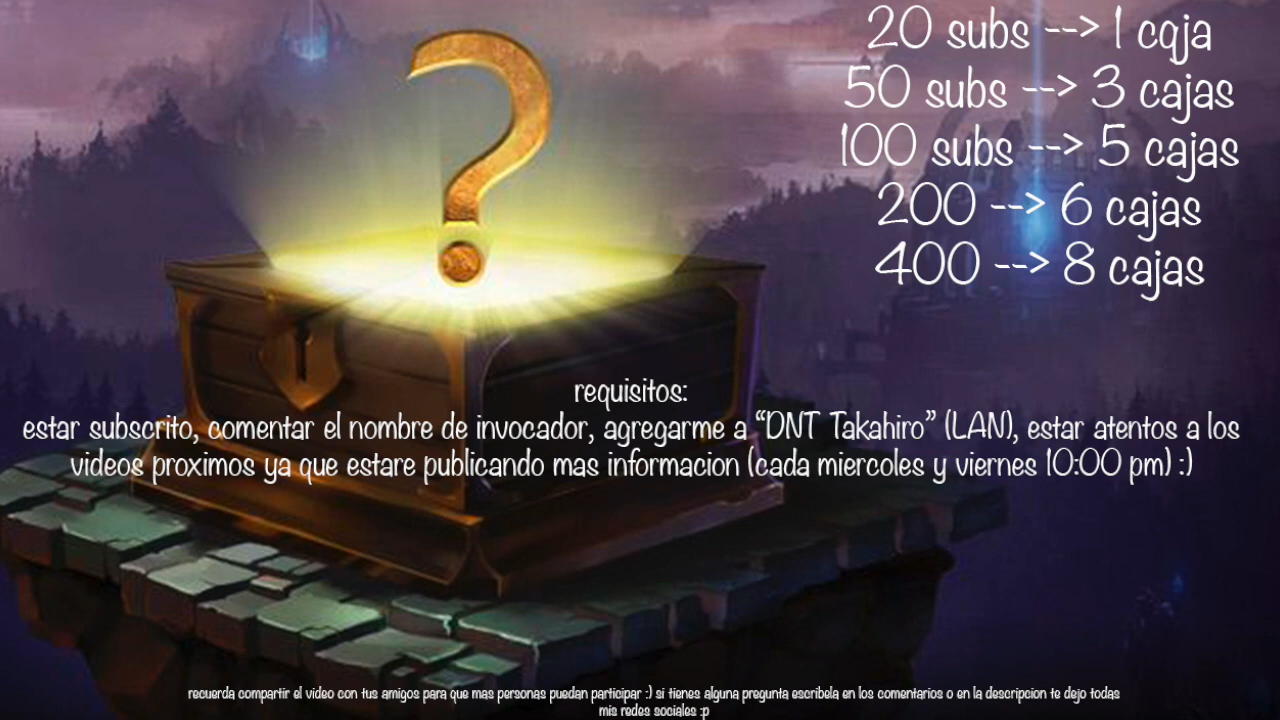 20 subs --> 1 cqja
50 subs --> 3 cajas
100 subs --> 5 cajas
200 --> 6 cajas
400 --> 8 cajas
requisitos:
estar subscrito, comentar el nombre de invocador, agregarme a “DNT Takahiro” (LAN), estar atentos a los
videos proximos ya que estare publicando mas informacion (cada miercoles y viernes 10:00 pm) :)
recuerda compartir el video con tus amigos para que mas personas puedan participar :) si tienes alguna pregunta escribela en los comentarios o en la descripcion te dejo todas
mis redes sociales :p